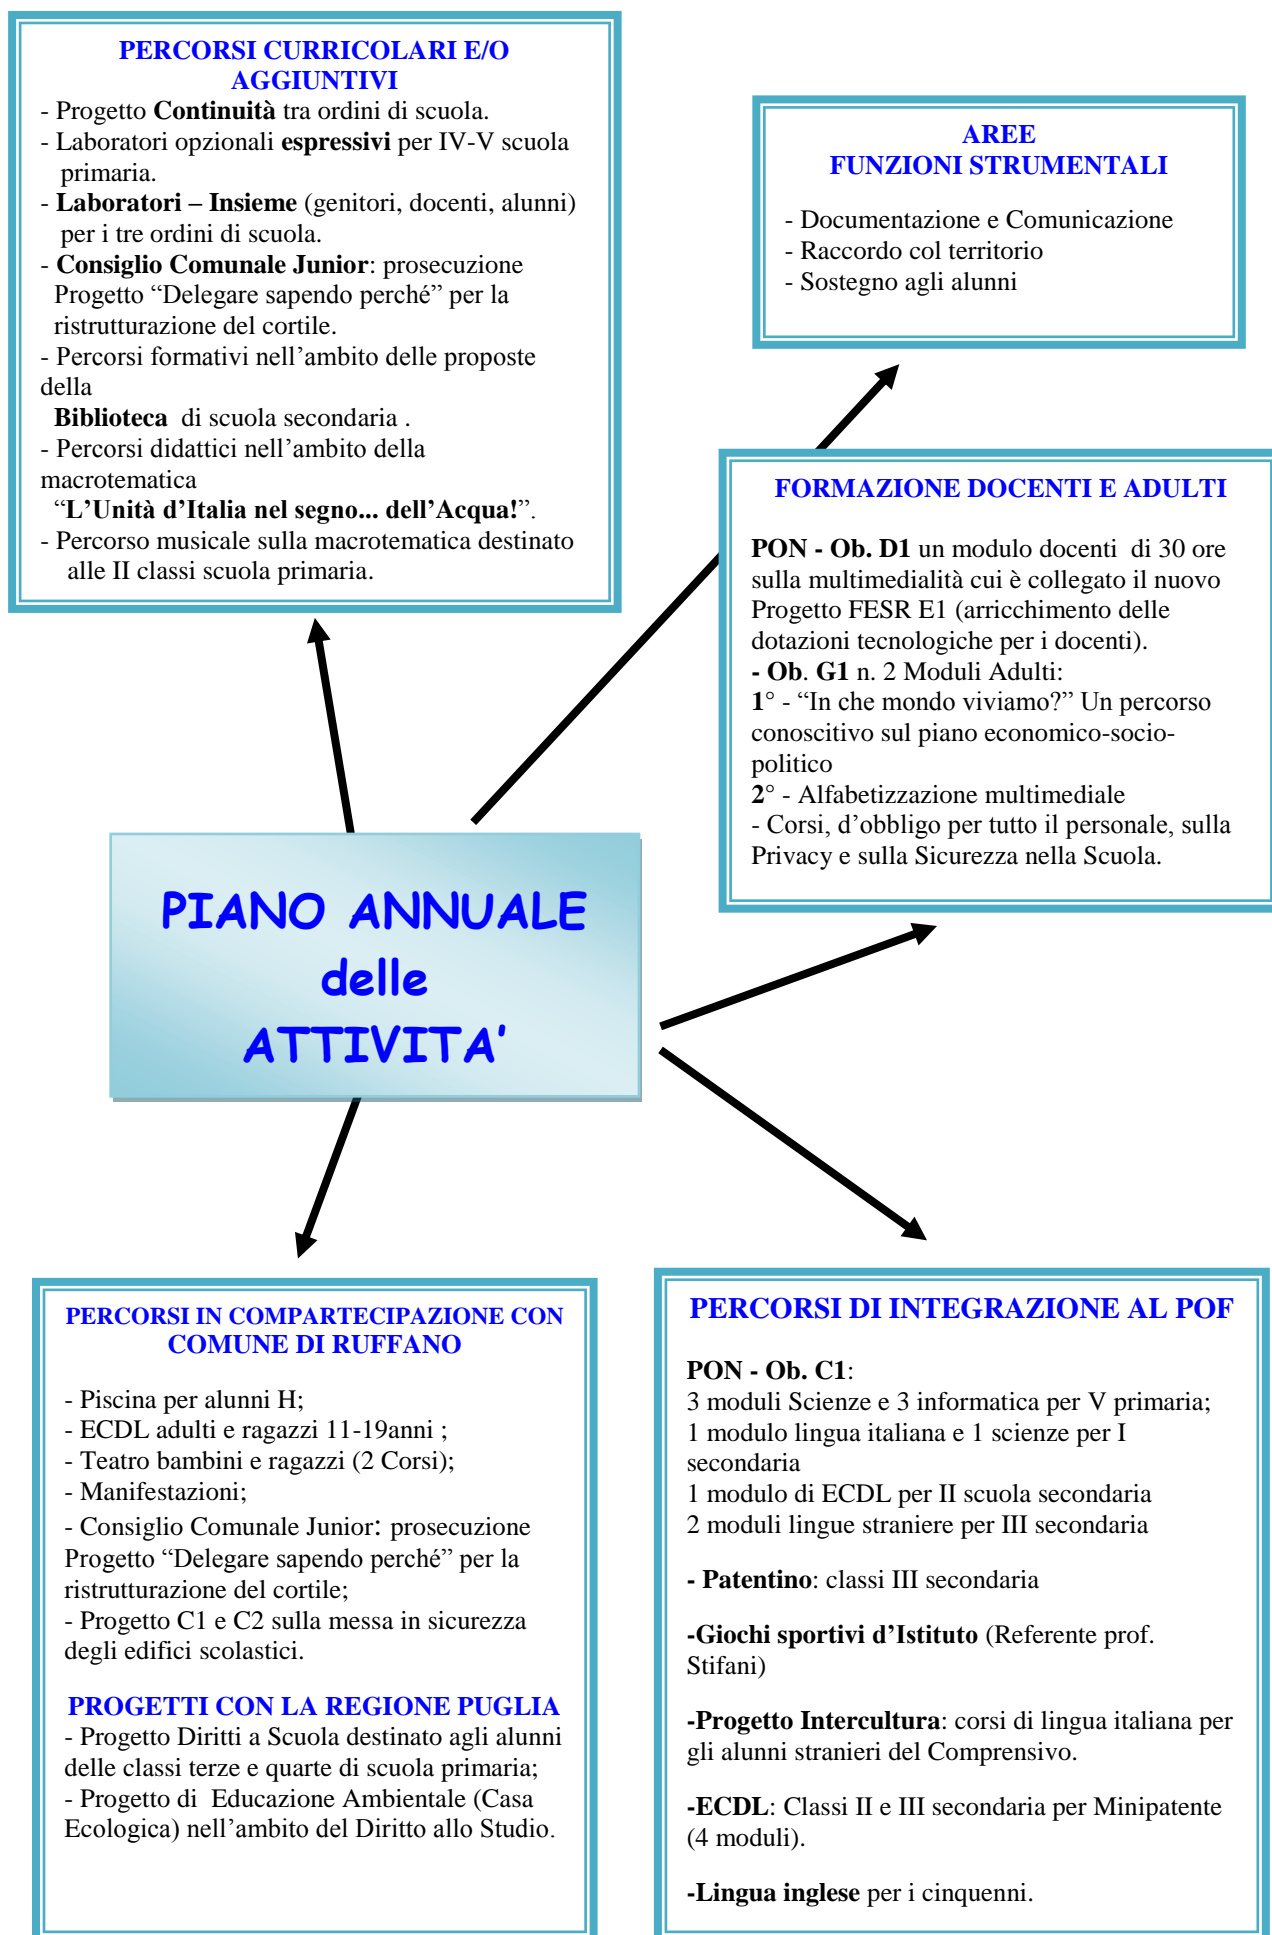 PERCORSI CURRICOLARI E/O
AGGIUNTIVI
- Progetto Continuità tra ordini di scuola.
- Laboratori opzionali espressivi per IV-V scuola
primaria.
- Laboratori – Insieme (genitori, docenti, alunni)
per i tre ordini di scuola.
- Consiglio Comunale Junior: prosecuzione
Progetto “Delegare sapendo perché” per la
ristrutturazione del cortile.
- Percorsi formativi nell’ambito delle proposte
della
Biblioteca di scuola secondaria .
- Percorsi didattici nell’ambito della
macrotematica
“L’Unità d’Italia nel segno... dell’Acqua!”.
- Percorso musicale sulla macrotematica destinato
alle II classi scuola primaria.
AREE
FUNZIONI STRUMENTALI
- Documentazione e Comunicazione
- Raccordo col territorio
- Sostegno agli alunni
FORMAZIONE DOCENTI E ADULTI
PON - Ob. D1 un modulo docenti di 30 ore
sulla multimedialità cui è collegato il nuovo
Progetto FESR E1 (arricchimento delle
dotazioni tecnologiche per i docenti).
- Ob. G1 n. 2 Moduli Adulti:
1° - “In che mondo viviamo?” Un percorso
conoscitivo sul piano economico-socio-
politico
2° - Alfabetizzazione multimediale
- Corsi, d’obbligo per tutto il personale, sulla
Privacy e sulla Sicurezza nella Scuola.
PIANO ANNUALE
delle
ATTIVITA’
PERCORSI IN COMPARTECIPAZIONE CON
COMUNE DI RUFFANO
- Piscina per alunni H;
- ECDL adulti e ragazzi 11-19anni ;
- Teatro bambini e ragazzi (2 Corsi);
- Manifestazioni;
- Consiglio Comunale Junior: prosecuzione
Progetto “Delegare sapendo perché” per la
ristrutturazione del cortile;
- Progetto C1 e C2 sulla messa in sicurezza
degli edifici scolastici.
PROGETTI CON LA REGIONE PUGLIA
- Progetto Diritti a Scuola destinato agli alunni
delle classi terze e quarte di scuola primaria;
- Progetto di Educazione Ambientale (Casa
Ecologica) nell’ambito del Diritto allo Studio.
PERCORSI DI INTEGRAZIONE AL POF
PON - Ob. C1:
3 moduli Scienze e 3 informatica per V primaria;
1 modulo lingua italiana e 1 scienze per I
secondaria
1 modulo di ECDL per II scuola secondaria
2 moduli lingue straniere per III secondaria
- Patentino: classi III secondaria
-Giochi sportivi d’Istituto (Referente prof.
Stifani)
-Progetto Intercultura: corsi di lingua italiana per
gli alunni stranieri del Comprensivo.
-ECDL: Classi II e III secondaria per Minipatente
(4 moduli).
-Lingua inglese per i cinquenni.